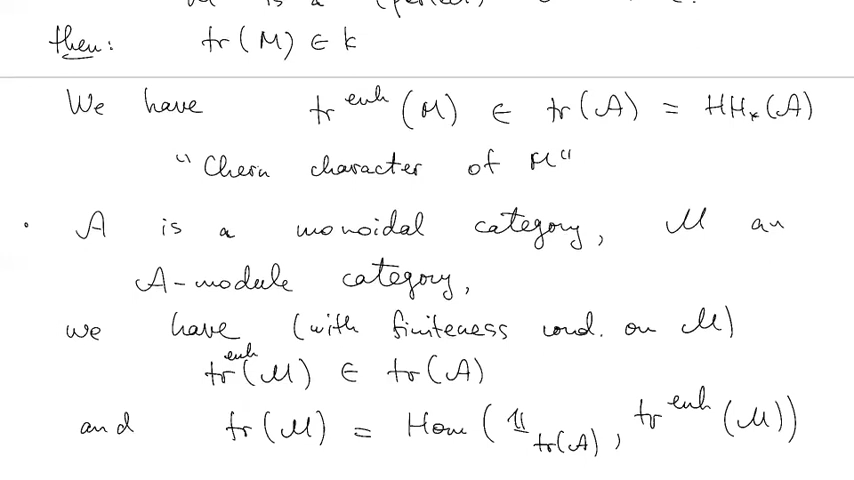 then: tr(M) ∈ k
We have tr^enh (M) ∈ tr(A) = HH_*(A)
"Chern character of M"
• A is a monoidal category, M an
A-module category,
we have (with finiteness cond. on M)
tr^enh(M) ∈ tr(A)
and tr(M) = Hom(𝟙_tr(A), tr^enh(M))